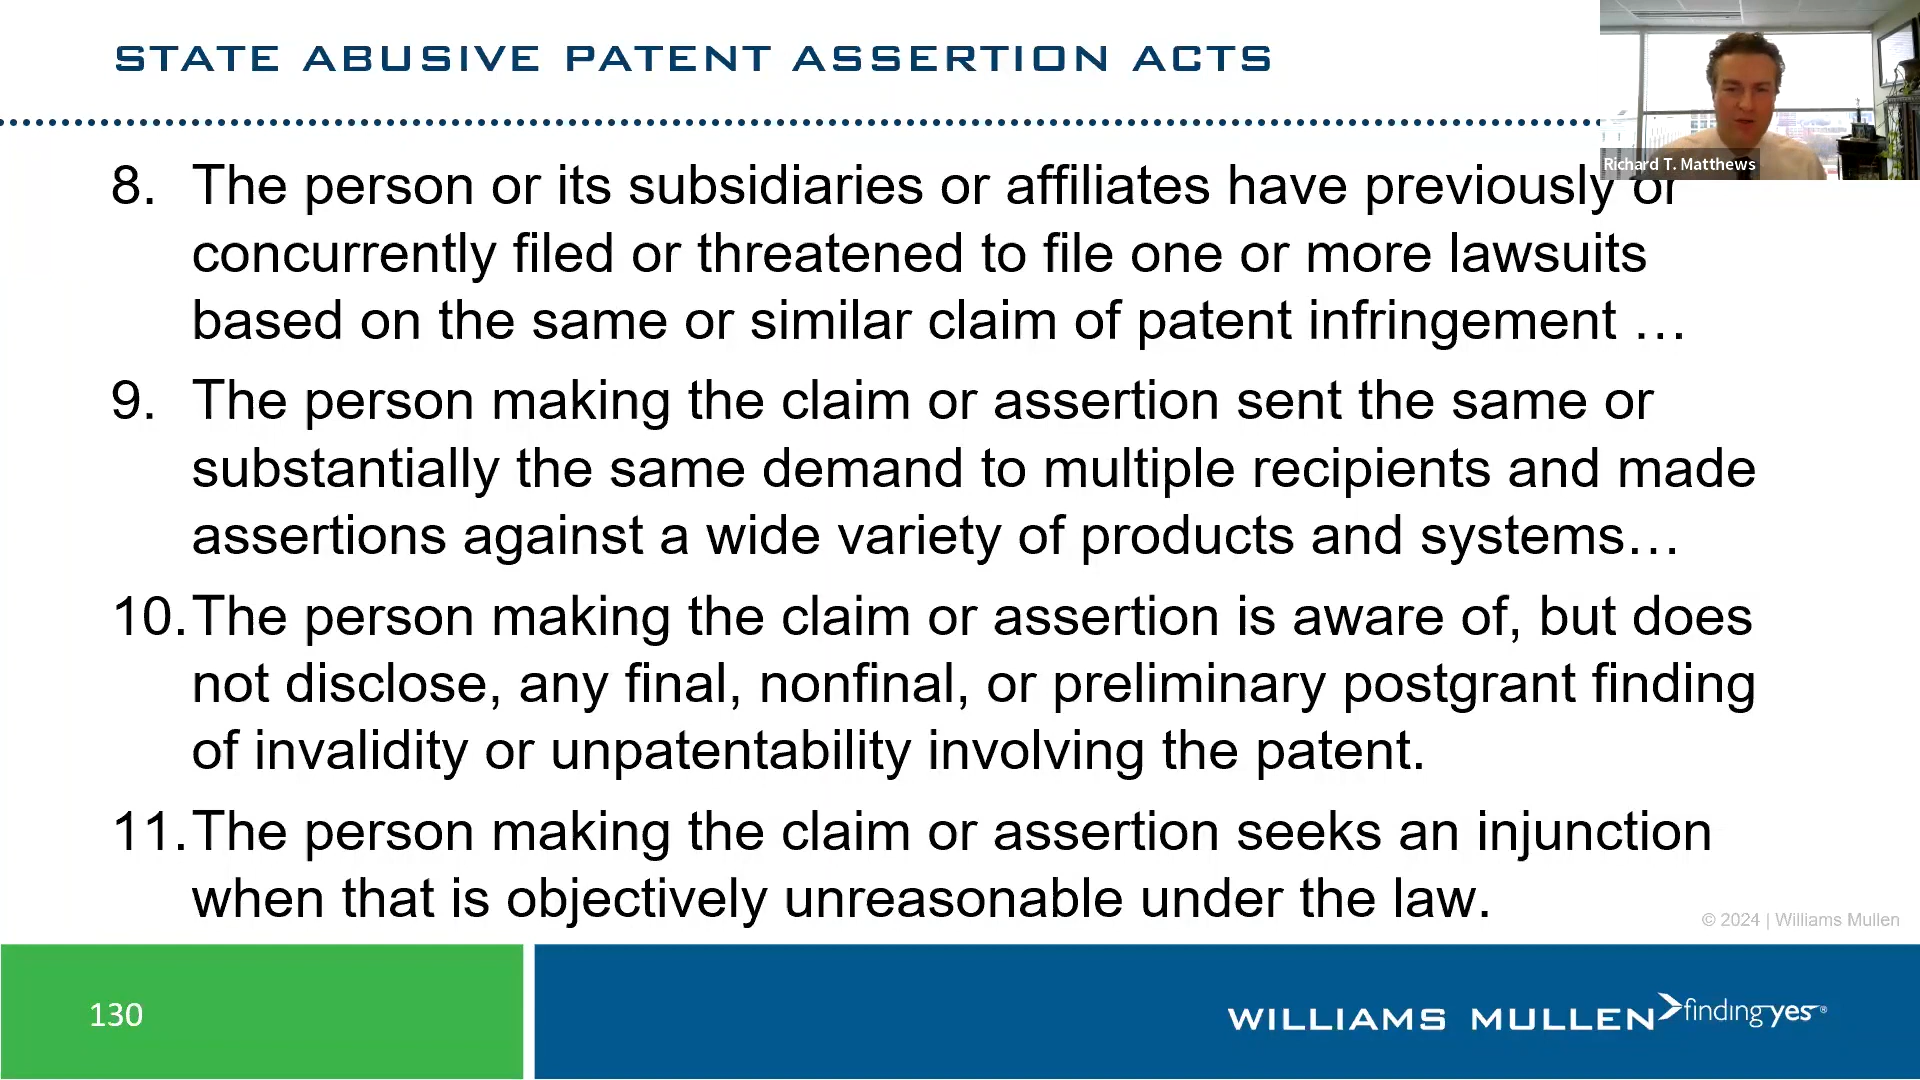 STATE ABUSIVE PATENT ASSERTION ACTS
Richard T. Matthews
8. The person or its subsidiaries or affiliates have previously or
concurrently filed or threatened to file one or more lawsuits
based on the same or similar claim of patent infringement …
9. The person making the claim or assertion sent the same or
substantially the same demand to multiple recipients and made
assertions against a wide variety of products and systems…
10. The person making the claim or assertion is aware of, but does
not disclose, any final, nonfinal, or preliminary postgrant finding
of invalidity or unpatentability involving the patent.
11. The person making the claim or assertion seeks an injunction
when that is objectively unreasonable under the law.
© 2024 | Williams Mullen
130
WILLIAMS MULLEN finding yes ®